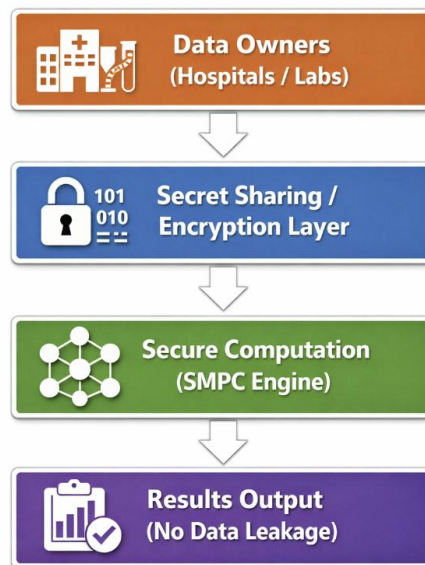 Data Owners
(Hospitals / Labs)
101
010
Secret Sharing /
Encryption Layer
Secure Computation
(SMPC Engine)
Results Output
(No Data Leakage)